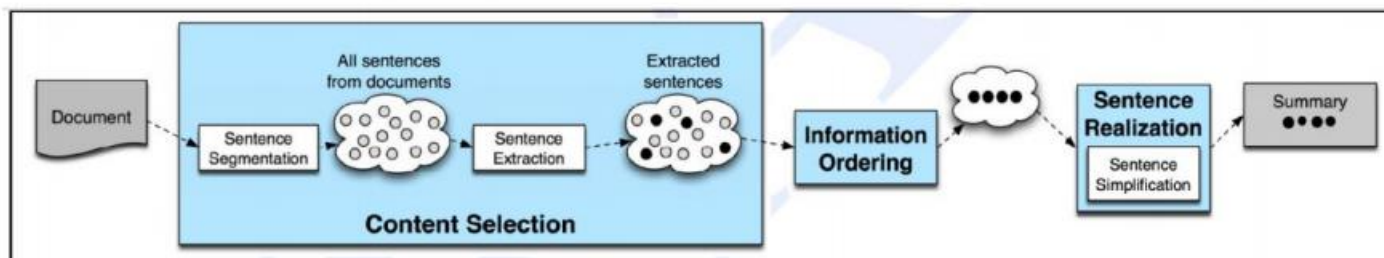 Document
Sentence
Segmentation
All sentences
from documents
Sentence
Extraction
Extracted
sentences
Content Selection
Information
Ordering
Sentence
Realization
Sentence
Simplification
Summary